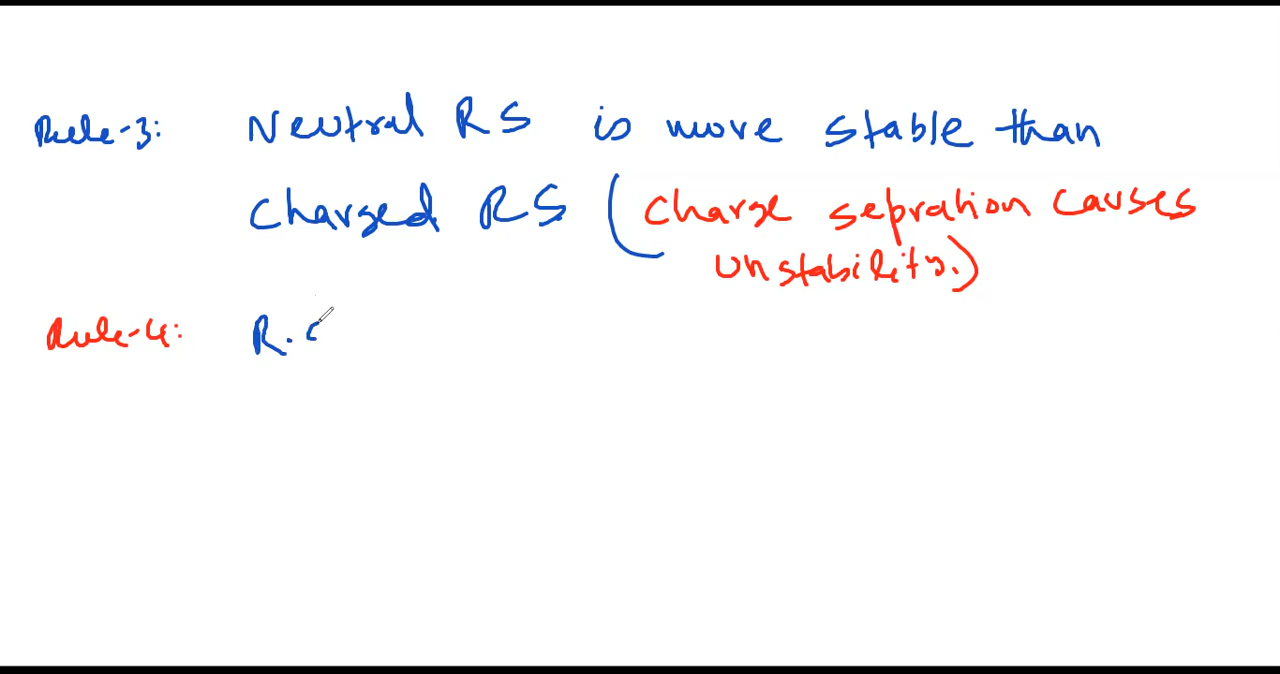 Rule-3: Neutral RS is more stable than
charged RS (charge sepration causes
unstability.)
Rule-4: R.